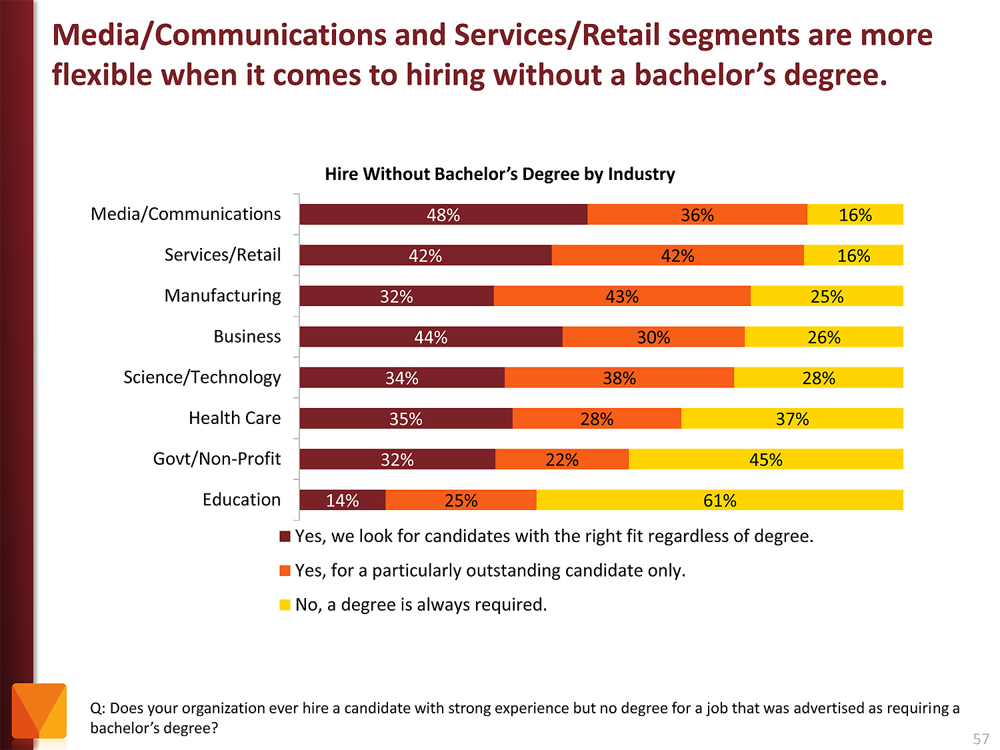 Media/Communications and Services/Retail segments are more
flexible when it comes to hiring without a bachelor’s degree.
Hire Without Bachelor’s Degree by Industry
Media/Communications 48% 36% 16%
Services/Retail 42% 42% 16%
Manufacturing 32% 43% 25%
Business 44% 30% 26%
Science/Technology 34% 38% 28%
Health Care 35% 28% 37%
Govt/Non-Profit 32% 22% 45%
Education 14% 25% 61%
Yes, we look for candidates with the right fit regardless of degree.
Yes, for a particularly outstanding candidate only.
No, a degree is always required.
Q: Does your organization ever hire a candidate with strong experience but no degree for a job that was advertised as requiring a
bachelor’s degree?
57